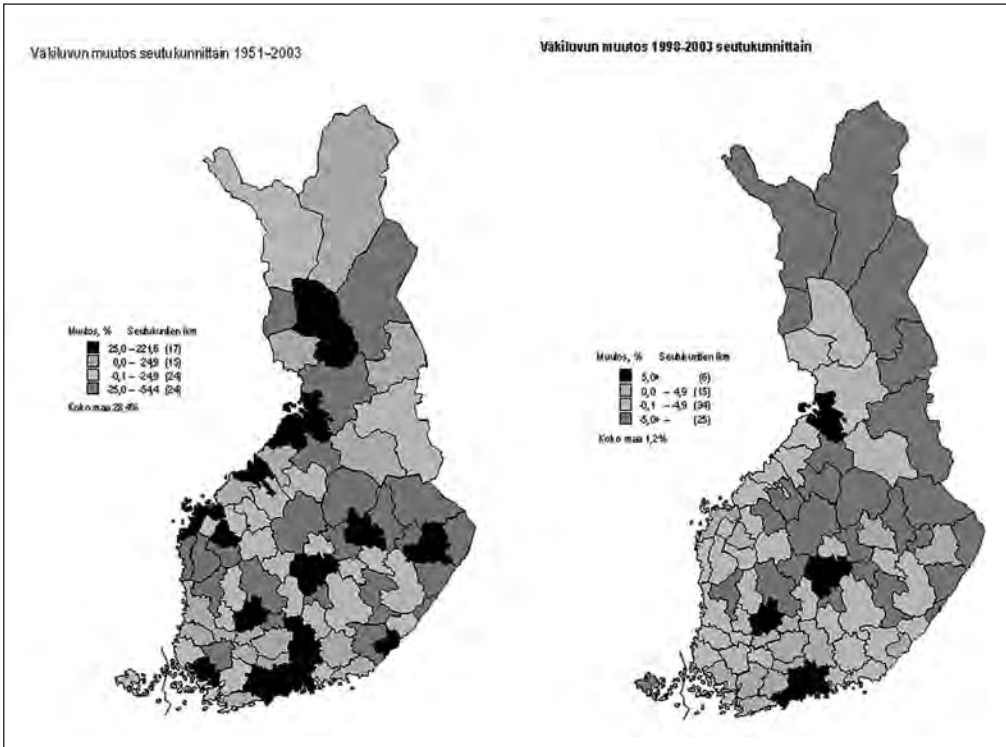 Väkiluvun muutos seutukunnittain 1951–2003
Muutos, % Seutukuntien lkm
25,0 – 221,6 (17)
0,0 – 24,9 (15)
-0,1 – -24,9 (24)
-25,0 – -54,4 (24)
Koko maa 28,4%
Väkiluvun muutos 1998-2003 seutukunnittain
Muutos, % Seutukuntien lkm
5,0+ (6)
0,0 – 4,9 (15)
-0,1 – -4,9 (34)
-5,0+ – (25)
Koko maa 1,2%